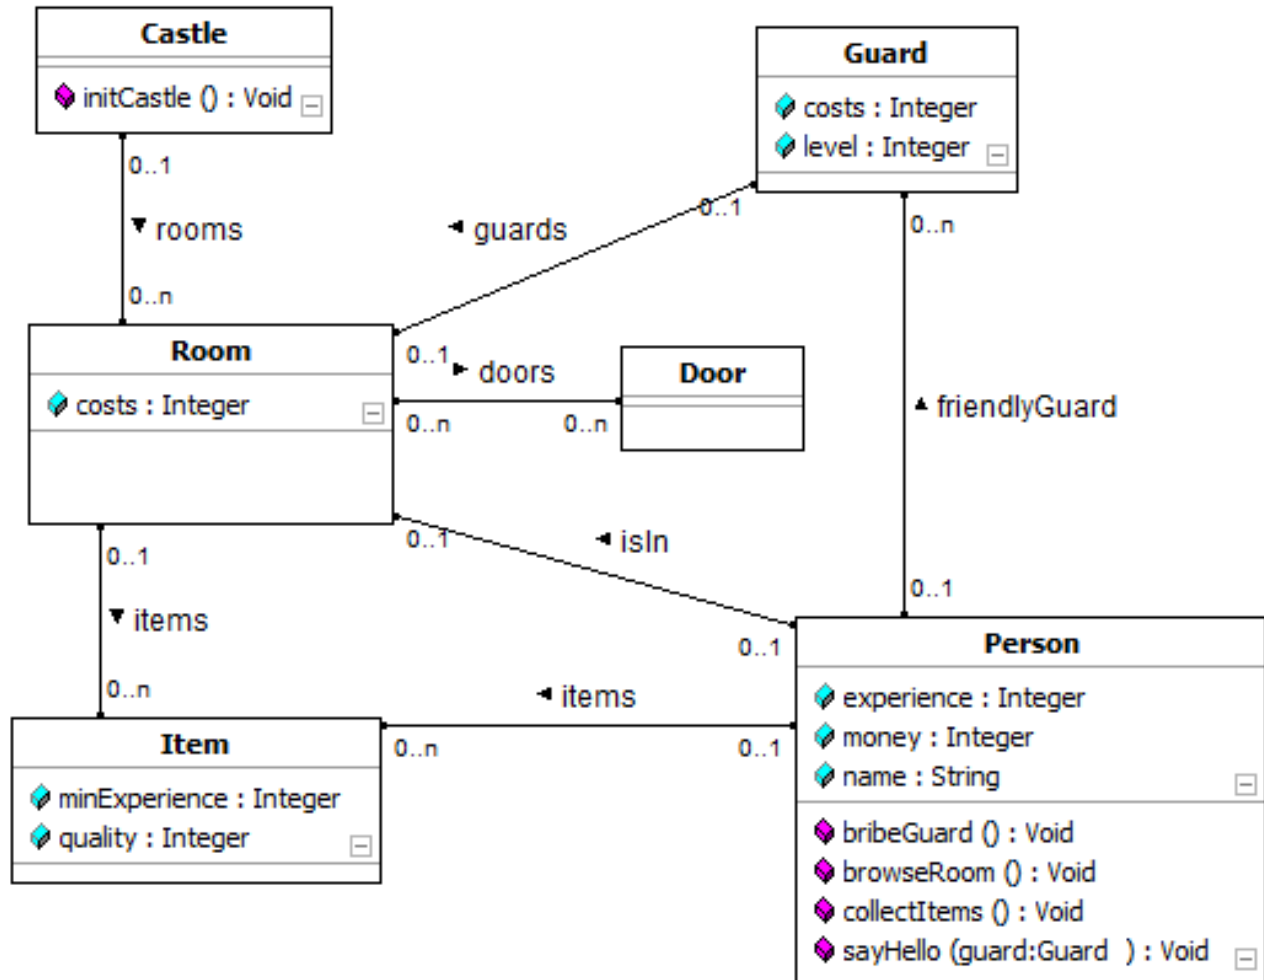 Castle
initCastle () : Void
Guard
costs : Integer
level : Integer
0..1
rooms
0..n
guards
0..1
0..1
0..n
Room
costs : Integer
doors
0..n
0..n
Door
friendlyGuard
isIn
0..1
0..1
0..1
0..1
items
0..n
items
0..n
0..1
Item
minExperience : Integer
quality : Integer
Person
experience : Integer
money : Integer
name : String
bribeGuard () : Void
browseRoom () : Void
collectItems () : Void
sayHello (guard:Guard  ) : Void